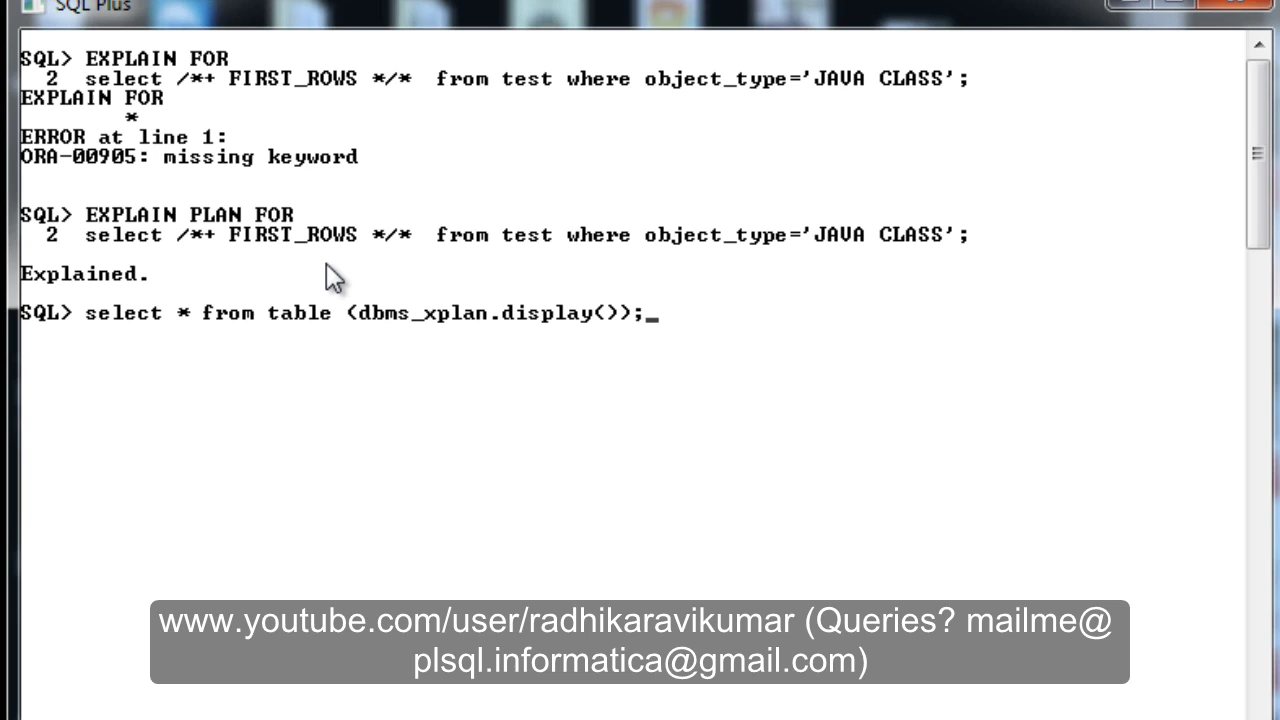 SQL Plus
SQL> EXPLAIN FOR
2 select /*+ FIRST_ROWS */* from test where object_type='JAVA CLASS';
EXPLAIN FOR
*
ERROR at line 1:
ORA-00905: missing keyword
SQL> EXPLAIN PLAN FOR
2 select /*+ FIRST_ROWS */* from test where object_type='JAVA CLASS';
Explained.
SQL> select * from table (dbms_xplan.display());_
www.youtube.com/user/radhikaravikumar (Queries? mailme@
plsql.informatica@gmail.com)